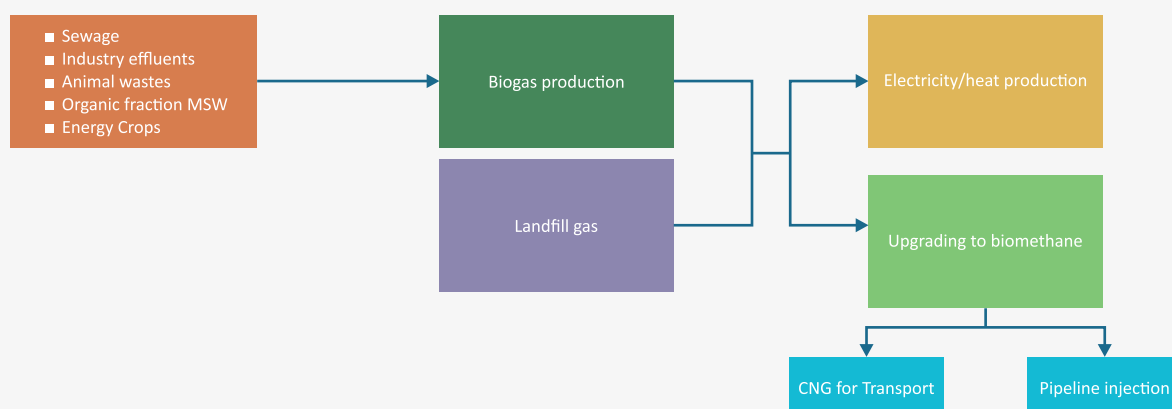 Sewage
Industry effluents
Animal wastes
Organic fraction MSW
Energy Crops
Biogas production
Landfill gas
Electricity/heat production
Upgrading to biomethane
CNG for Transport
Pipeline injection